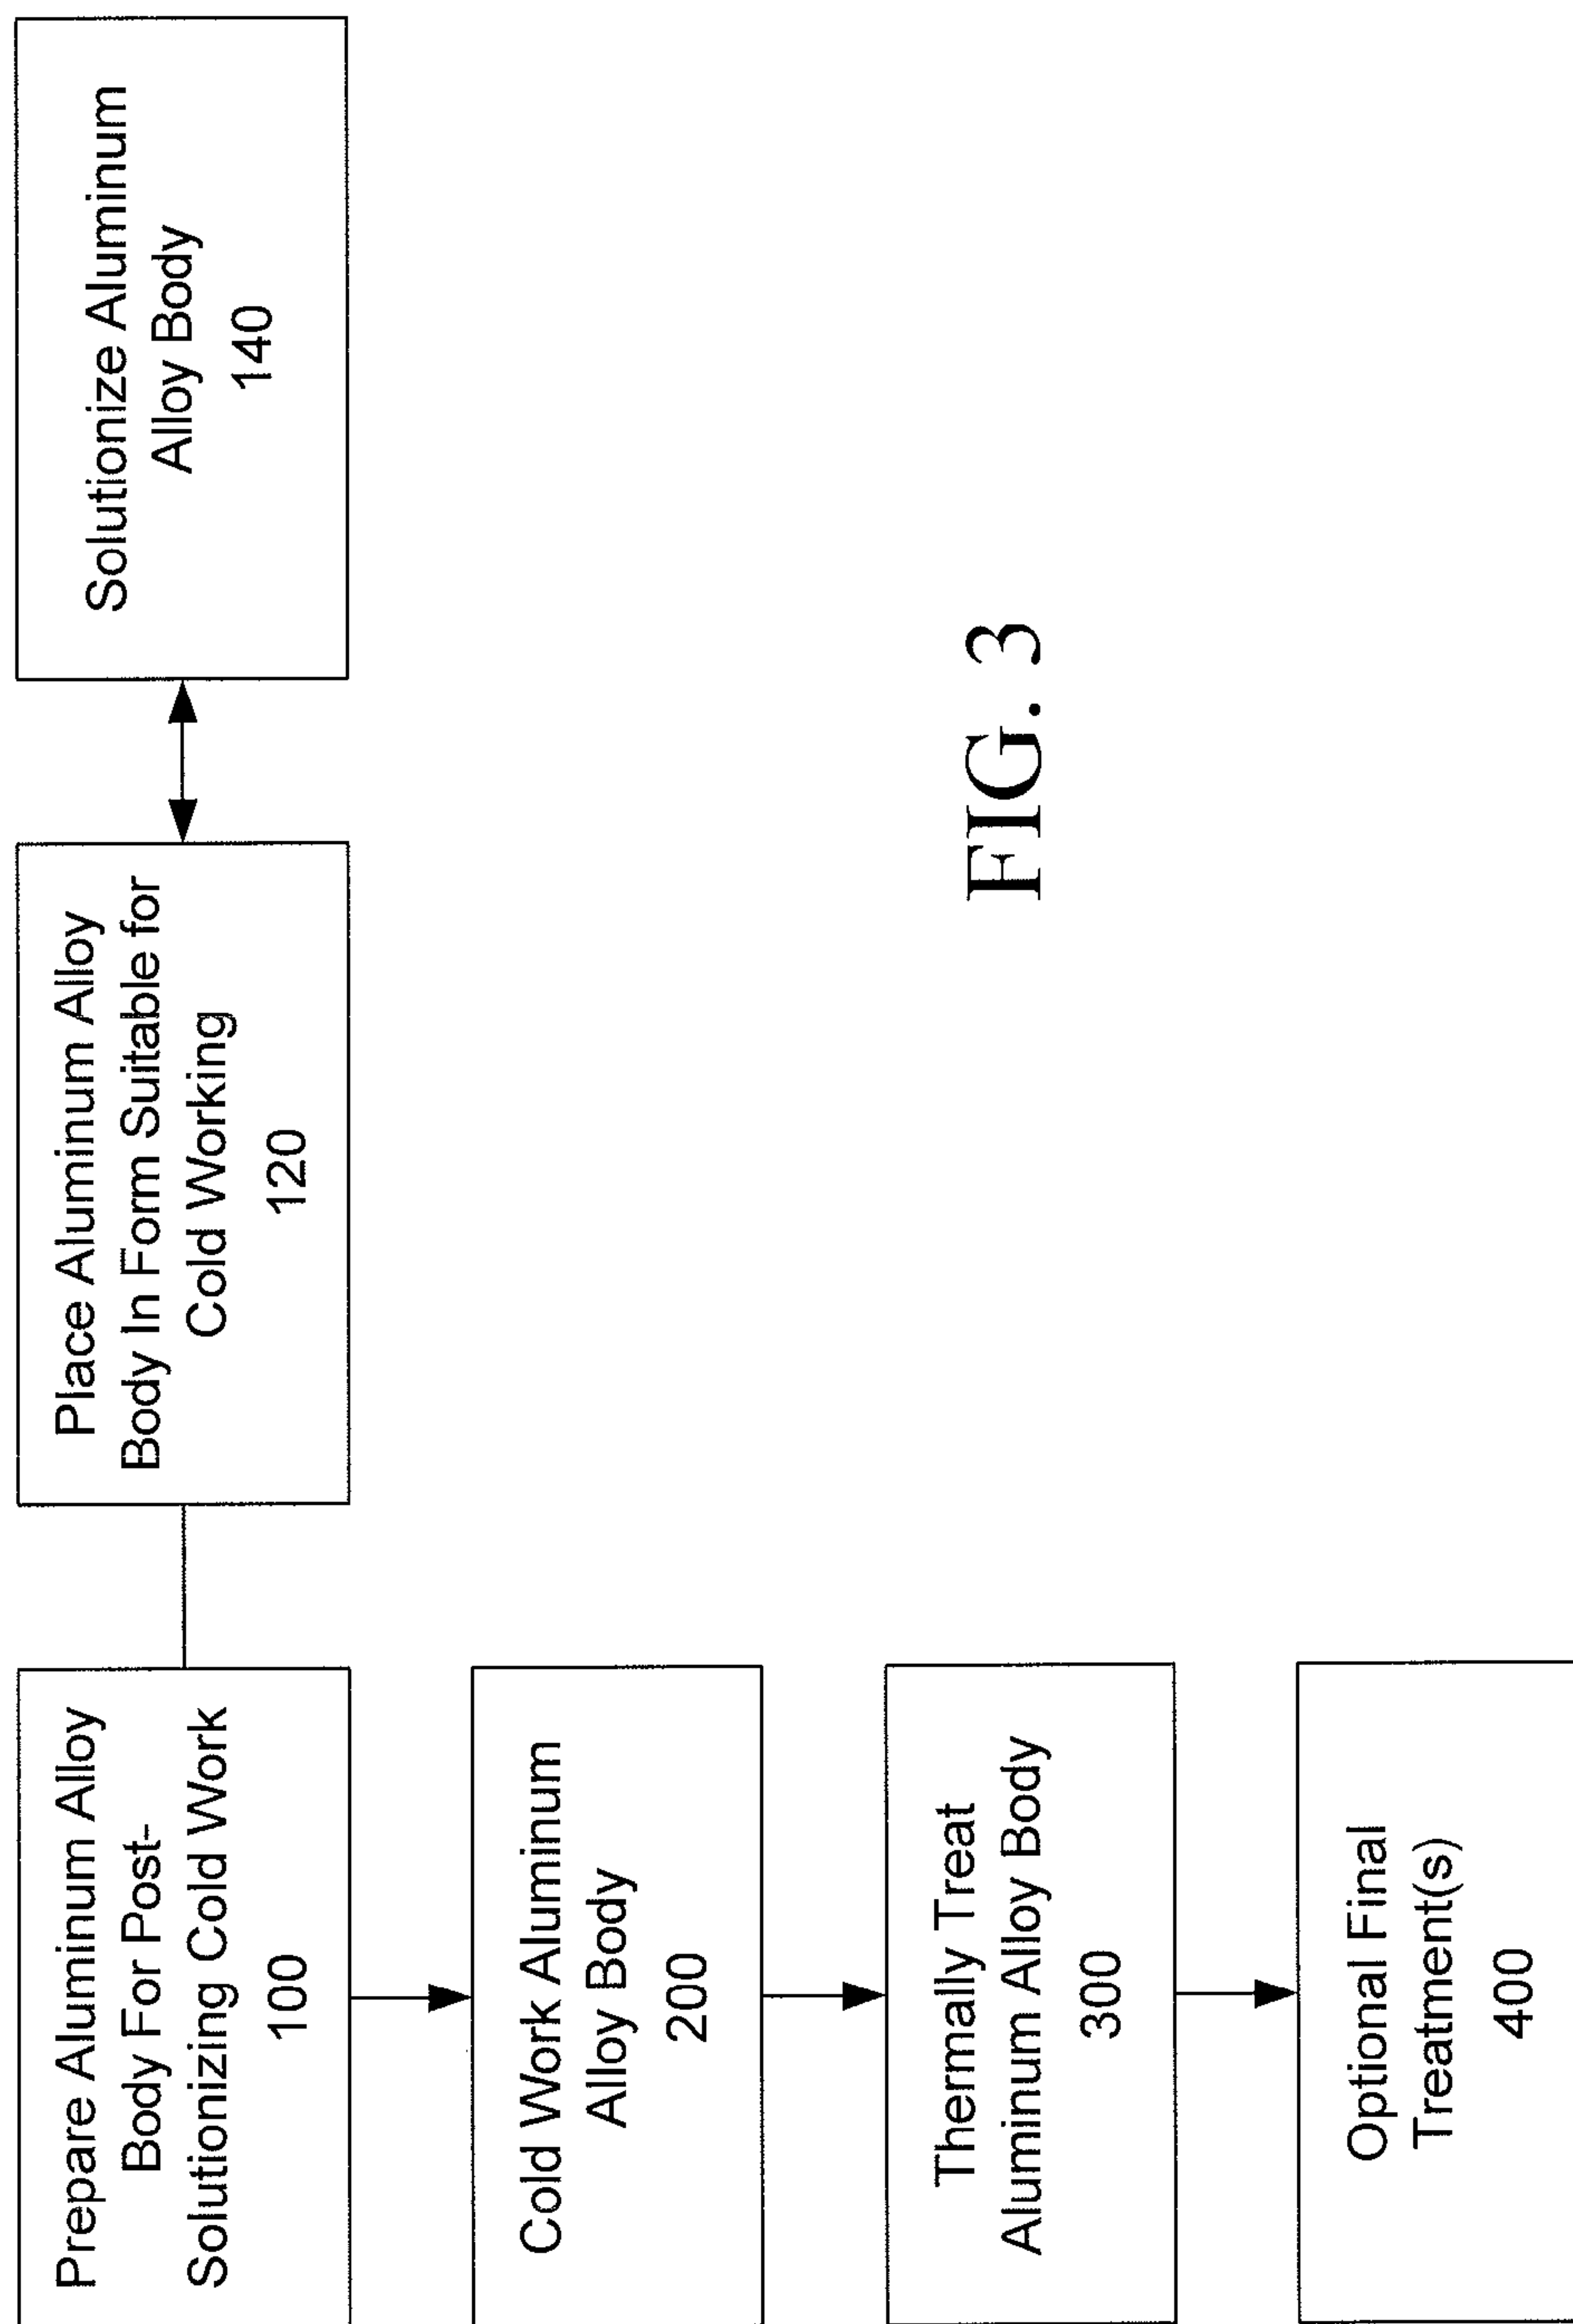 Prepare Aluminum Alloy
Body For Post-
Solutionizing Cold Work
100
Place Aluminum Alloy
Body In Form Suitable for
Cold Working
120
Solutionize Aluminum
Alloy Body
140
Cold Work Aluminum
Alloy Body
200
Thermally Treat
Aluminum Alloy Body
300
Optional Final
Treatment(s)
400
FIG. 3